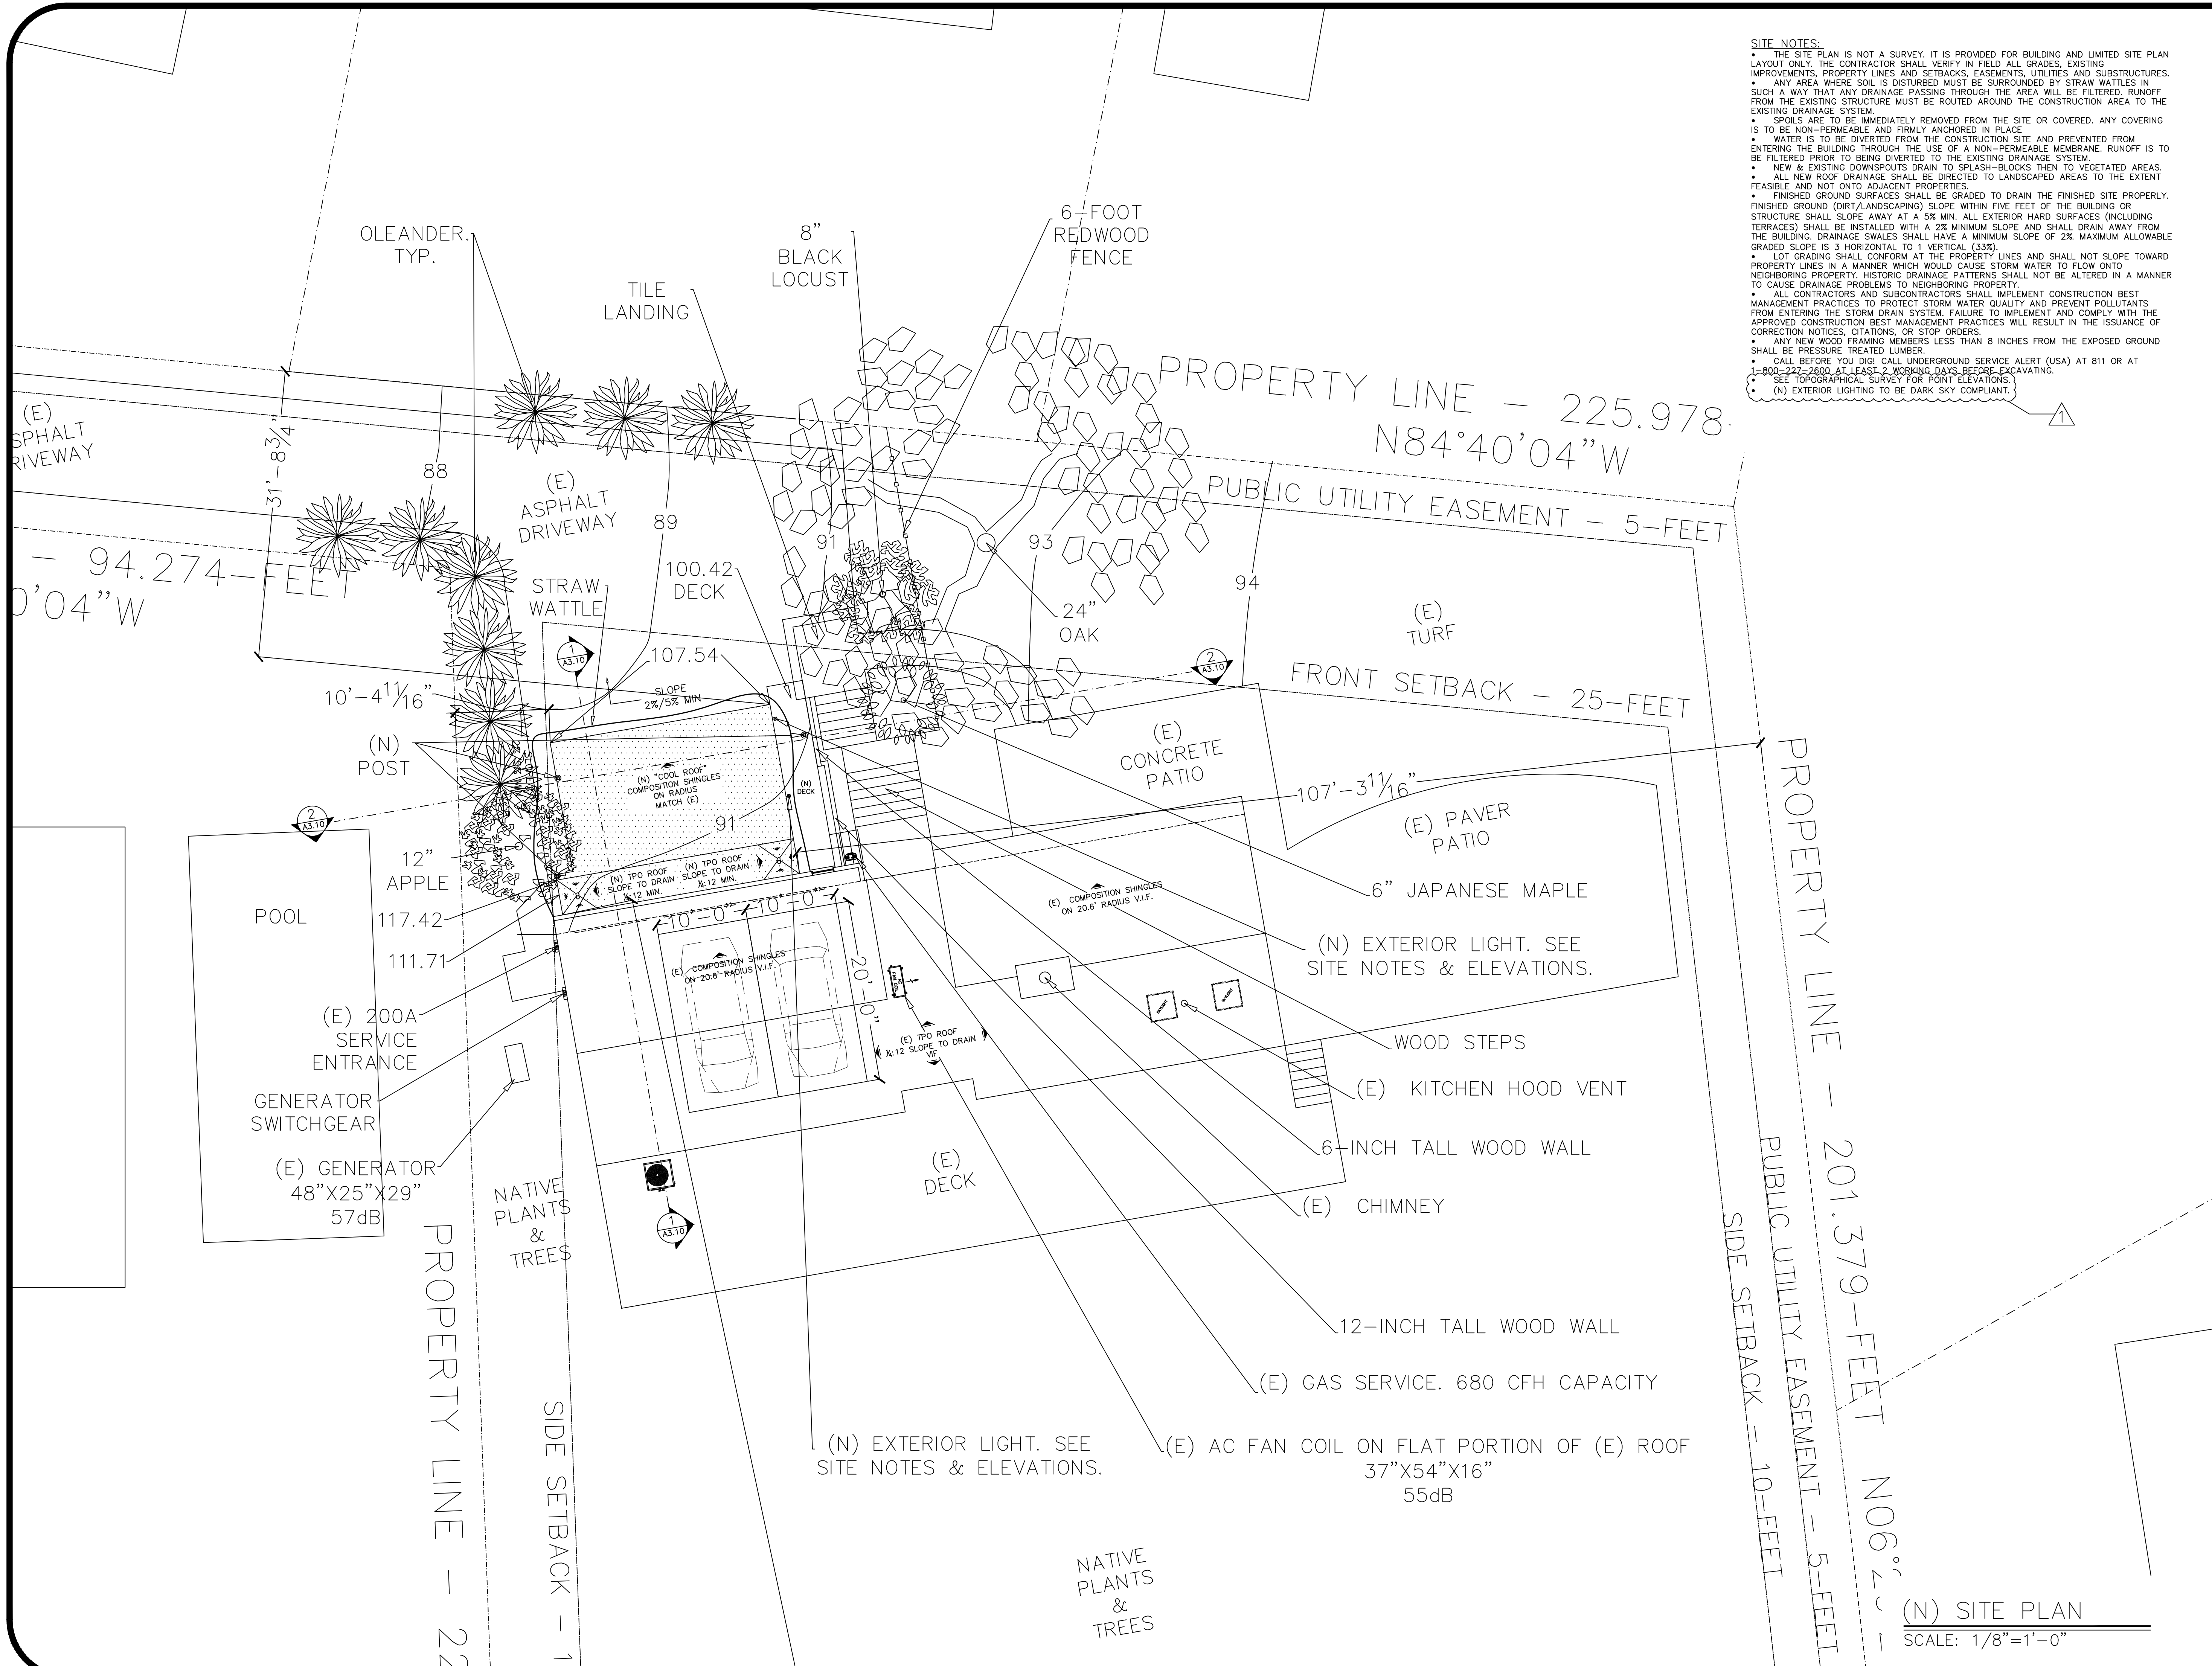 SITE NOTES:
• THE SITE PLAN IS NOT A SURVEY. IT IS PROVIDED FOR BUILDING AND LIMITED SITE PLAN
LAYOUT ONLY. THE CONTRACTOR SHALL VERIFY IN FIELD ALL GRADES, EXISTING
IMPROVEMENTS, PROPERTY LINES AND SETBACKS, EASEMENTS, UTILITIES AND SUBSTRUCTURES.
• ANY AREA WHERE SOIL IS DISTURBED MUST BE SURROUNDED BY STRAW WATTLES IN
SUCH A WAY THAT ANY DRAINAGE PASSING THROUGH THE AREA WILL BE FILTERED. RUNOFF
FROM THE EXISTING STRUCTURE MUST BE ROUTED AROUND THE CONSTRUCTION AREA TO THE
EXISTING DRAINAGE SYSTEM.
• SPOILS ARE TO BE IMMEDIATELY REMOVED FROM THE SITE OR COVERED. ANY COVERING
IS TO BE NON-PERMEABLE AND FIRMLY ANCHORED IN PLACE
• WATER IS TO BE DIVERTED FROM THE CONSTRUCTION SITE AND PREVENTED FROM
ENTERING THE BUILDING THROUGH THE USE OF A NON-PERMEABLE MEMBRANE. RUNOFF IS TO
BE FILTERED PRIOR TO BEING DIVERTED TO THE EXISTING DRAINAGE SYSTEM.
• NEW & EXISTING DOWNSPOUTS DRAIN TO SPLASH-BLOCKS THEN TO VEGETATED AREAS.
• ALL NEW ROOF DRAINAGE SHALL BE DIRECTED TO LANDSCAPED AREAS TO THE EXTENT
FEASIBLE AND NOT ONTO ADJACENT PROPERTIES.
• FINISHED GROUND SURFACES SHALL BE GRADED TO DRAIN THE FINISHED SITE PROPERLY.
FINISHED GROUND (DIRT/LANDSCAPING) SLOPE WITHIN FIVE FEET OF THE BUILDING OR
STRUCTURE SHALL SLOPE AWAY AT A 5% MIN. ALL EXTERIOR HARD SURFACES (INCLUDING
TERRACES) SHALL BE INSTALLED WITH A 2% MINIMUM SLOPE AND SHALL DRAIN AWAY FROM
THE BUILDING. DRAINAGE SWALES SHALL HAVE A MINIMUM SLOPE OF 2%. MAXIMUM ALLOWABLE
GRADED SLOPE IS 3 HORIZONTAL TO 1 VERTICAL (33%).
• LOT GRADING SHALL CONFORM AT THE PROPERTY LINES AND SHALL NOT SLOPE TOWARD
PROPERTY LINES IN A MANNER WHICH WOULD CAUSE STORM WATER TO FLOW ONTO
NEIGHBORING PROPERTY. HISTORIC DRAINAGE PATTERNS SHALL NOT BE ALTERED IN A MANNER
TO CAUSE DRAINAGE PROBLEMS TO NEIGHBORING PROPERTY.
• ALL CONTRACTORS AND SUBCONTRACTORS SHALL IMPLEMENT CONSTRUCTION BEST
MANAGEMENT PRACTICES TO PROTECT STORM WATER QUALITY AND PREVENT POLLUTANTS
FROM ENTERING THE STORM DRAIN SYSTEM. FAILURE TO IMPLEMENT AND COMPLY WITH THE
APPROVED CONSTRUCTION BEST MANAGEMENT PRACTICES WILL RESULT IN THE ISSUANCE OF
CORRECTION NOTICES, CITATIONS, OR STOP ORDERS.
• ANY NEW WOOD FRAMING MEMBERS LESS THAN 8 INCHES FROM THE EXPOSED GROUND
SHALL BE PRESSURE TREATED LUMBER.
• CALL BEFORE YOU DIG! CALL UNDERGROUND SERVICE ALERT (USA) AT 811 OR AT
1-800-227-2600 AT LEAST 2 WORKING DAYS BEFORE EXCAVATING.
• SEE TOPOGRAPHICAL SURVEY FOR POINT ELEVATIONS.
• (N) EXTERIOR LIGHTING TO BE DARK SKY COMPLIANT.
1
OLEANDER.
TYP.
TILE
LANDING
8"
BLACK
LOCUST
6-FOOT
REDWOOD
FENCE
PROPERTY LINE - 225.978
N84°40'04"W
PUBLIC UTILITY EASEMENT - 5-FEET
(E)
ASPHALT
DRIVEWAY
31'-8 3/4"
88
(E)
ASPHALT
DRIVEWAY
89
91
93
94
- 94.274-FEET
0'04"W
STRAW
WATTLE
100.42
DECK
24"
OAK
(E)
TURF
FRONT SETBACK - 25-FEET
1
A3.10
107.54
2
A3.10
10'-4 11/16"
SLOPE
2%/5% MIN
(N)
POST
(N) "COOL ROOF"
COMPOSITION SHINGLES
ON RADIUS
MATCH (E)
(N)
DECK
(E)
CONCRETE
PATIO
107'-3 11/16"
(E) PAVER
PATIO
2
A3.10
91
12"
APPLE
(N) TPO ROOF
SLOPE TO DRAIN
1/4:12 MIN.
(N) TPO ROOF
SLOPE TO DRAIN
1/4:12 MIN.
6" JAPANESE MAPLE
POOL
117.42
111.71
10'-0"
10'-0"
20'-0"
(E) COMPOSITION SHINGLES
ON 20.6' RADIUS V.I.F.
(E) COMPOSITION SHINGLES
ON 20.6' RADIUS V.I.F.
(N) EXTERIOR LIGHT. SEE
SITE NOTES & ELEVATIONS.
AC
FAN COIL
SKYLIGHT
SKYLIGHT
(E) 200A
SERVICE
ENTRANCE
(E) TPO ROOF
1/4:12 SLOPE TO DRAIN
VIF
WOOD STEPS
(E) KITCHEN HOOD VENT
GENERATOR
SWITCHGEAR
6-INCH TALL WOOD WALL
(E) GENERATOR
48"X25"X29"
57dB
NATIVE
PLANTS
&
TREES
(E)
DECK
(E) CHIMNEY
1
A3.10
12-INCH TALL WOOD WALL
(E) GAS SERVICE. 680 CFH CAPACITY
(N) EXTERIOR LIGHT. SEE
SITE NOTES & ELEVATIONS.
(E) AC FAN COIL ON FLAT PORTION OF (E) ROOF
37"X54"X16"
55dB
NATIVE
PLANTS
&
TREES
PROPERTY LINE - 22
SIDE SETBACK - 1
SIDE SETBACK - 10-FEET
PUBLIC UTILITY EASEMENT - 5-FEET
PROPERTY LINE - 201.379-FEET N06°
(N) SITE PLAN
SCALE: 1/8"=1'-0"